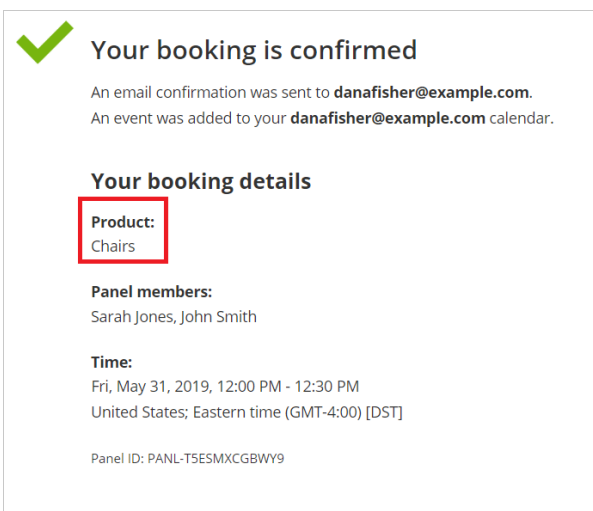 Your booking is confirmed
An email confirmation was sent to danafisher@example.com.
An event was added to your danafisher@example.com calendar.
Your booking details
Product:
Chairs
Panel members:
Sarah Jones, John Smith
Time:
Fri, May 31, 2019, 12:00 PM - 12:30 PM
United States; Eastern time (GMT-4:00) [DST]
Panel ID: PANL-T5ESMXCGBWY9